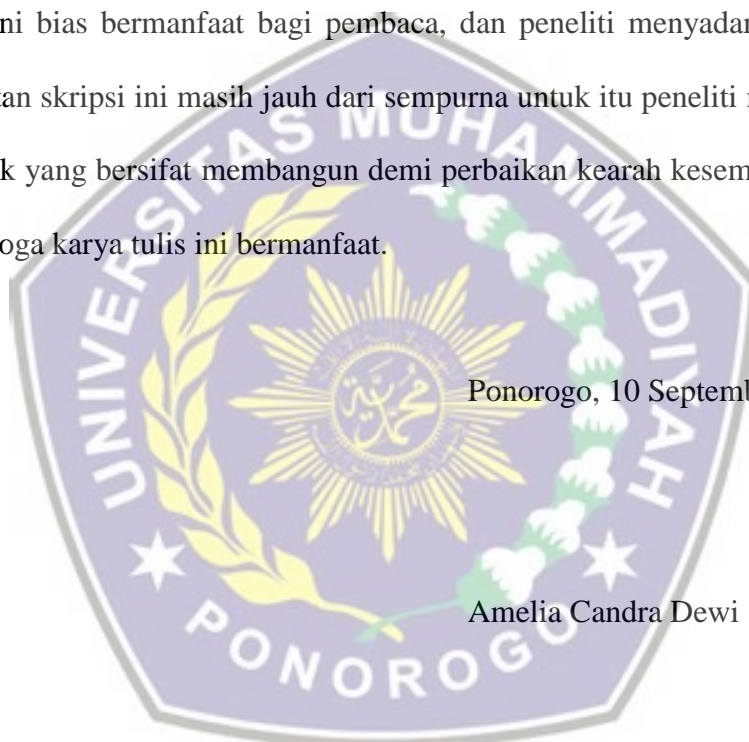 ni bias bermanfaat bagi pembaca, dan peneliti menyadar
tan skripsi ini masih jauh dari sempurna untuk itu peneliti
k yang bersifat membangun demi perbaikan kearah kesem
oga karya tulis ini bermanfaat.
UNIVERSITAS MUHAMMADIYAH
Ponorogo, 10 Septemb
Amelia Candra Dewi
PONOROGO